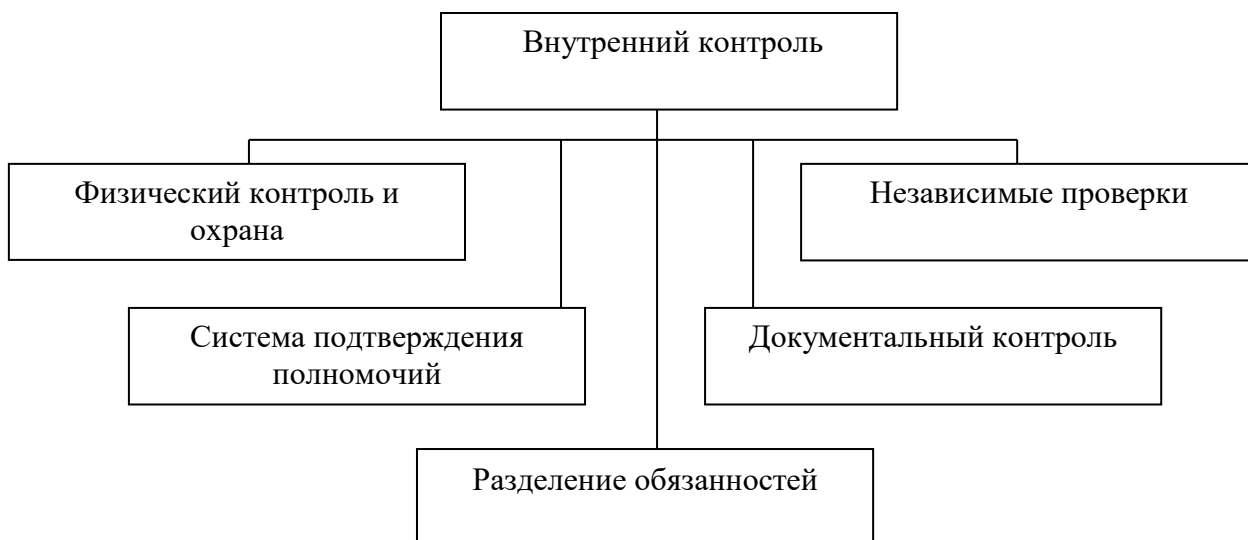 Внутренний контроль
Физический контроль и
охрана
Независимые проверки
Система подтверждения
полномочий
Документальный контроль
Разделение обязанностей